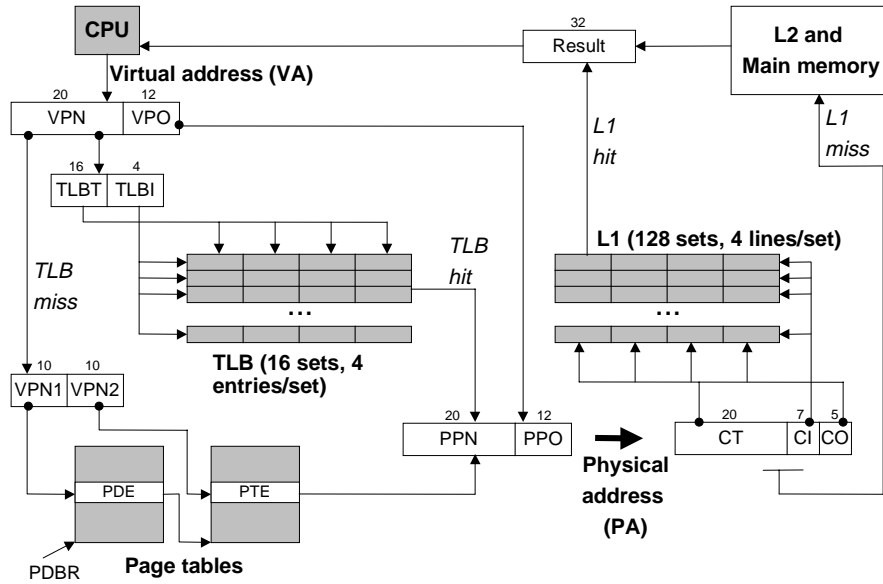 CPU
32
Result
L2 and
Main memory
Virtual address (VA)
20
12
VPN
VPO
L1
hit
L1
miss
16
4
TLBT
TLBI
TLB
miss
TLB
hit
L1 (128 sets, 4 lines/set)
...
...
TLB (16 sets, 4
entries/set)
10
10
VPN1
VPN2
20
12
PPN
PPO
20
7
5
CT
CI
CO
Physical
address
(PA)
PDE
PTE
PDBR
Page tables